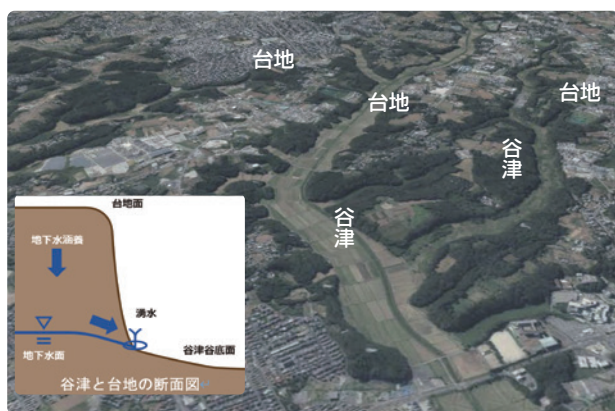 台地
台地
台地
谷津
谷津
台地面
地下水涵養
湧水
地下水面
谷津谷底面
谷津と台地の断面図